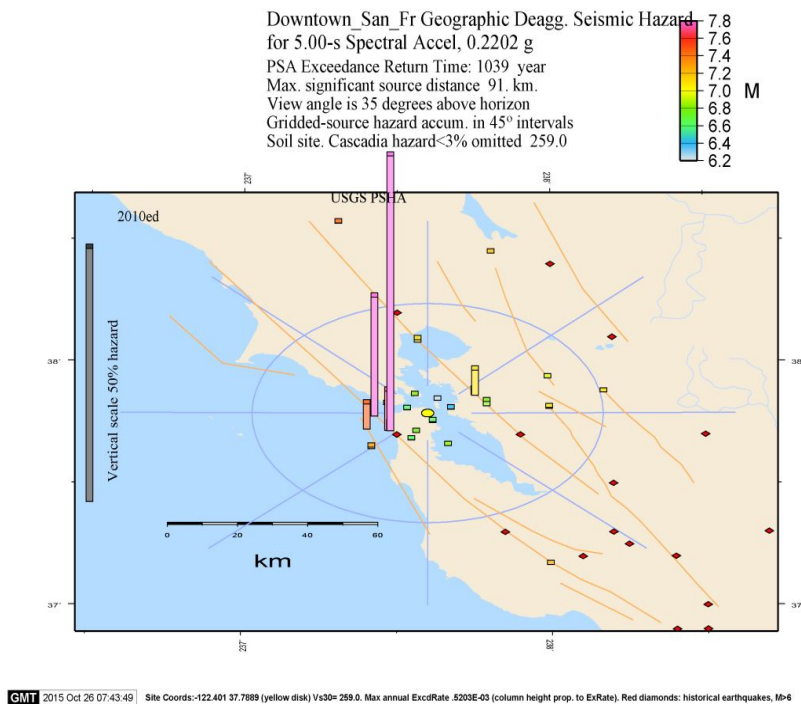 Downtown_San_Fr Geographic Deagg. Seismic Hazard
for 5.00-s Spectral Accel, 0.2202 g
PSA Exceedance Return Time: 1039 year
Max. significant source distance 91. km.
View angle is 35 degrees above horizon
Gridded-source hazard accum. in 45º intervals
Soil site. Cascadia hazard<3% omitted 259.0
7.8
7.4
7.2
7.0
6.8
6.6
6.4
6.2
M
237˚
238˚
USGS PSHA
2010ed
Vertical scale 50% hazard
38˚
38˚
0 20 40 60
km
37˚
37˚
237˚
238˚
GMT 2015 Oct 26 07:43:49 Site Coords:-122.401 37.7889 (yellow disk) Vs30= 259.0. Max annual ExcdRate .5203E-03 (column height prop. to ExRate). Red diamonds: historical earthquakes, M>6